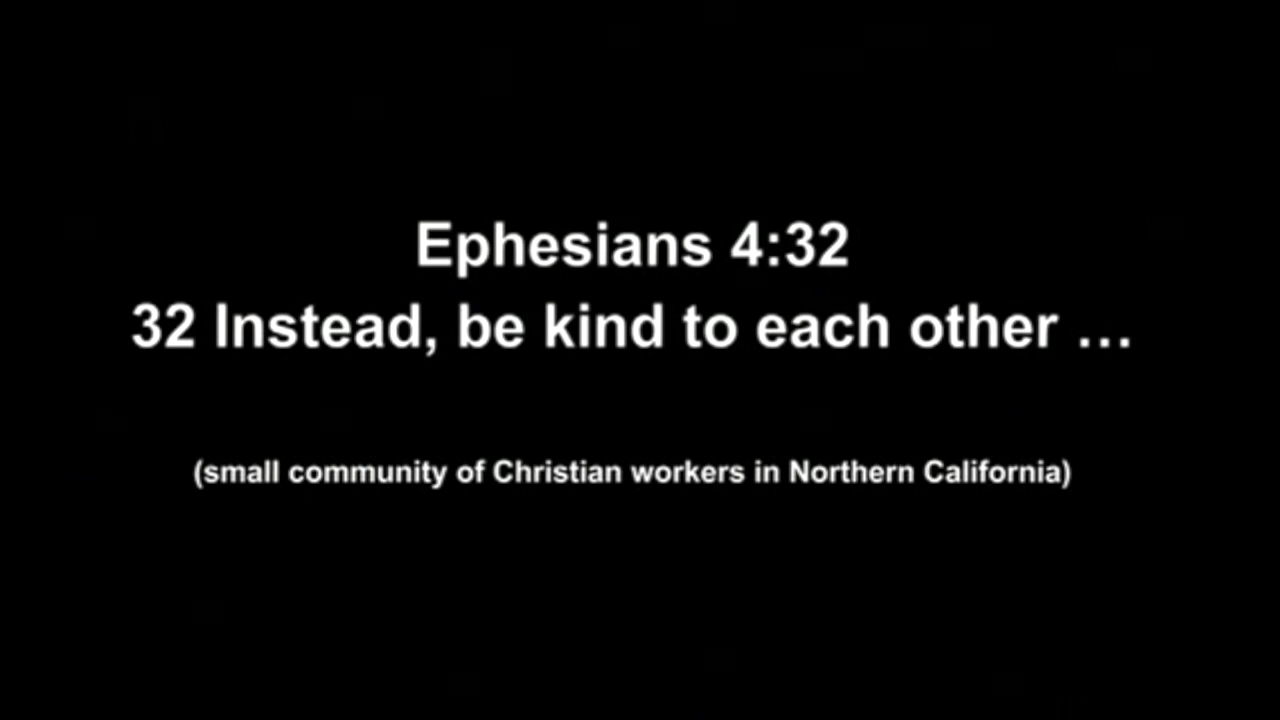 Ephesians 4:32
32 Instead, be kind to each other …
(small community of Christian workers in Northern California)